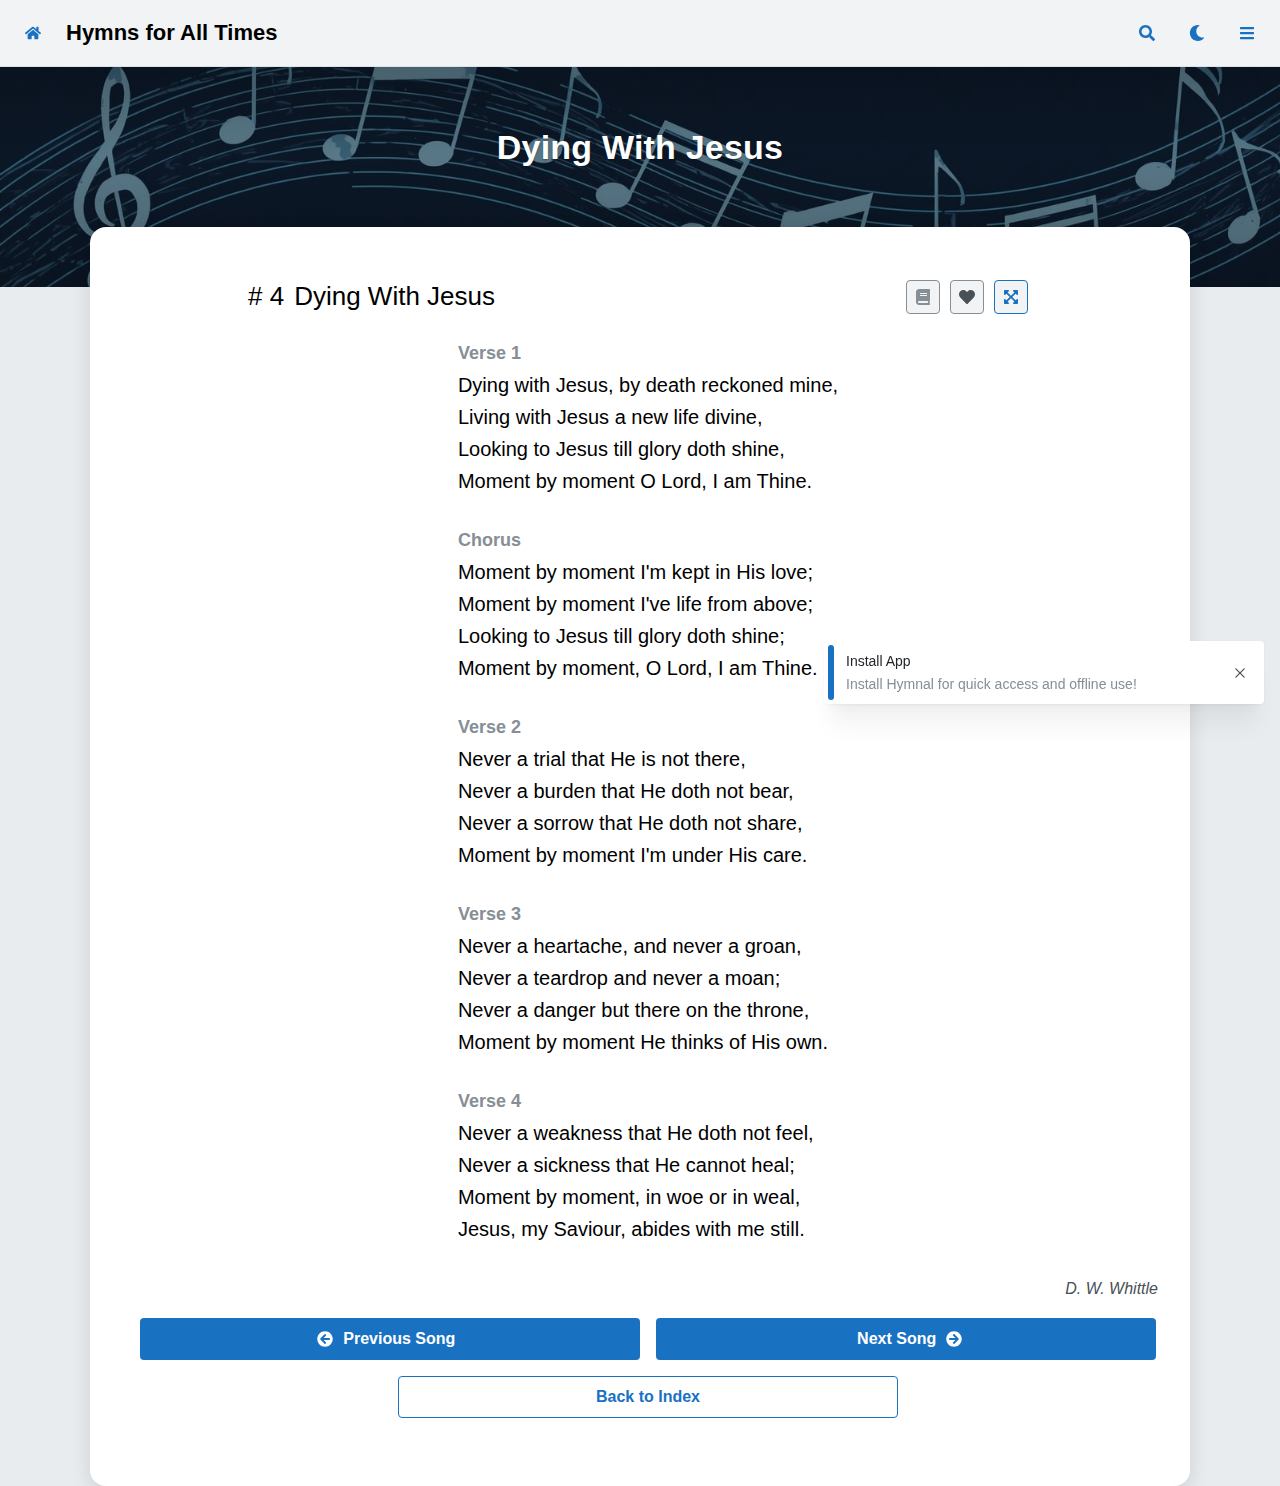 Hymns for All Times
Dying With Jesus
# 4 Dying With Jesus
Verse 1
Dying with Jesus, by death reckoned mine,
Living with Jesus a new life divine,
Looking to Jesus till glory doth shine,
Moment by moment O Lord, I am Thine.
Chorus
Moment by moment I'm kept in His love;
Moment by moment I've life from above;
Looking to Jesus till glory doth shine;
Moment by moment, O Lord, I am Thine.
Install App
Install Hymnal for quick access and offline use!
Verse 2
Never a trial that He is not there,
Never a burden that He doth not bear,
Never a sorrow that He doth not share,
Moment by moment I'm under His care.
Verse 3
Never a heartache, and never a groan,
Never a teardrop and never a moan;
Never a danger but there on the throne,
Moment by moment He thinks of His own.
Verse 4
Never a weakness that He doth not feel,
Never a sickness that He cannot heal;
Moment by moment, in woe or in weal,
Jesus, my Saviour, abides with me still.
D. W. Whittle
Previous Song
Next Song
Back to Index